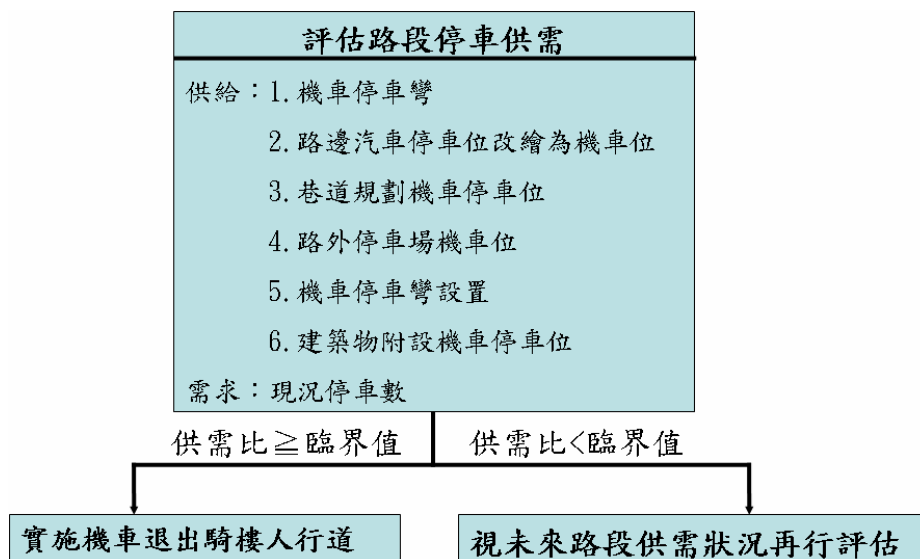 評估路段停車供需
供給：1.機車停車彎
2.路邊汽車停車位改繪為機車位
3.巷道規劃機車停車位
4.路外停車場機車位
5.機車停車彎設置
6.建築物附設機車停車位
需求：現況停車數
供需比≧臨界值
供需比<臨界值
實施機車退出騎樓人行道
視未來路段供需狀況再行評估